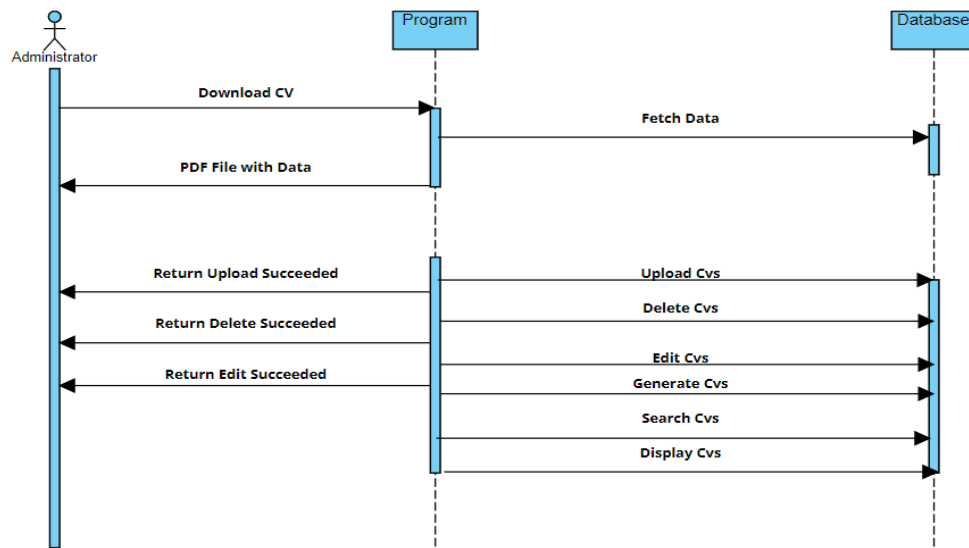 Program
Database
Administrator
Download CV
Fetch Data
PDF File with Data
Return Upload Succeeded
Upload Cvs
Delete Cvs
Return Delete Succeeded
Edit Cvs
Return Edit Succeeded
Generate Cvs
Search Cvs
Display Cvs